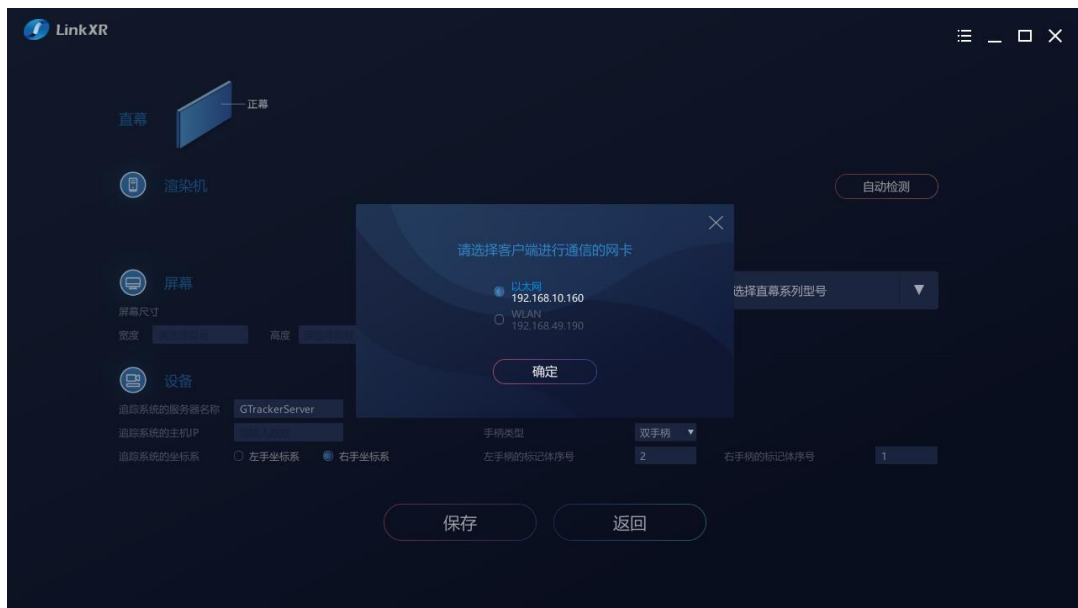 LinkXR
直幕
正幕
渲染机
自动检测
请选择客户端进行通信的网卡
以太网
192.168.10.160
WLAN
192.168.49.190
确定
屏幕
选择直幕系列型号
屏幕尺寸
宽度
高度
设备
追踪系统的服务器名称 GTrackerServer
追踪系统的主机IP
手柄类型 双手柄
追踪系统的坐标系 左手坐标系 右手坐标系
左手柄的标记体序号 2 右手柄的标记体序号 1
保存 返回